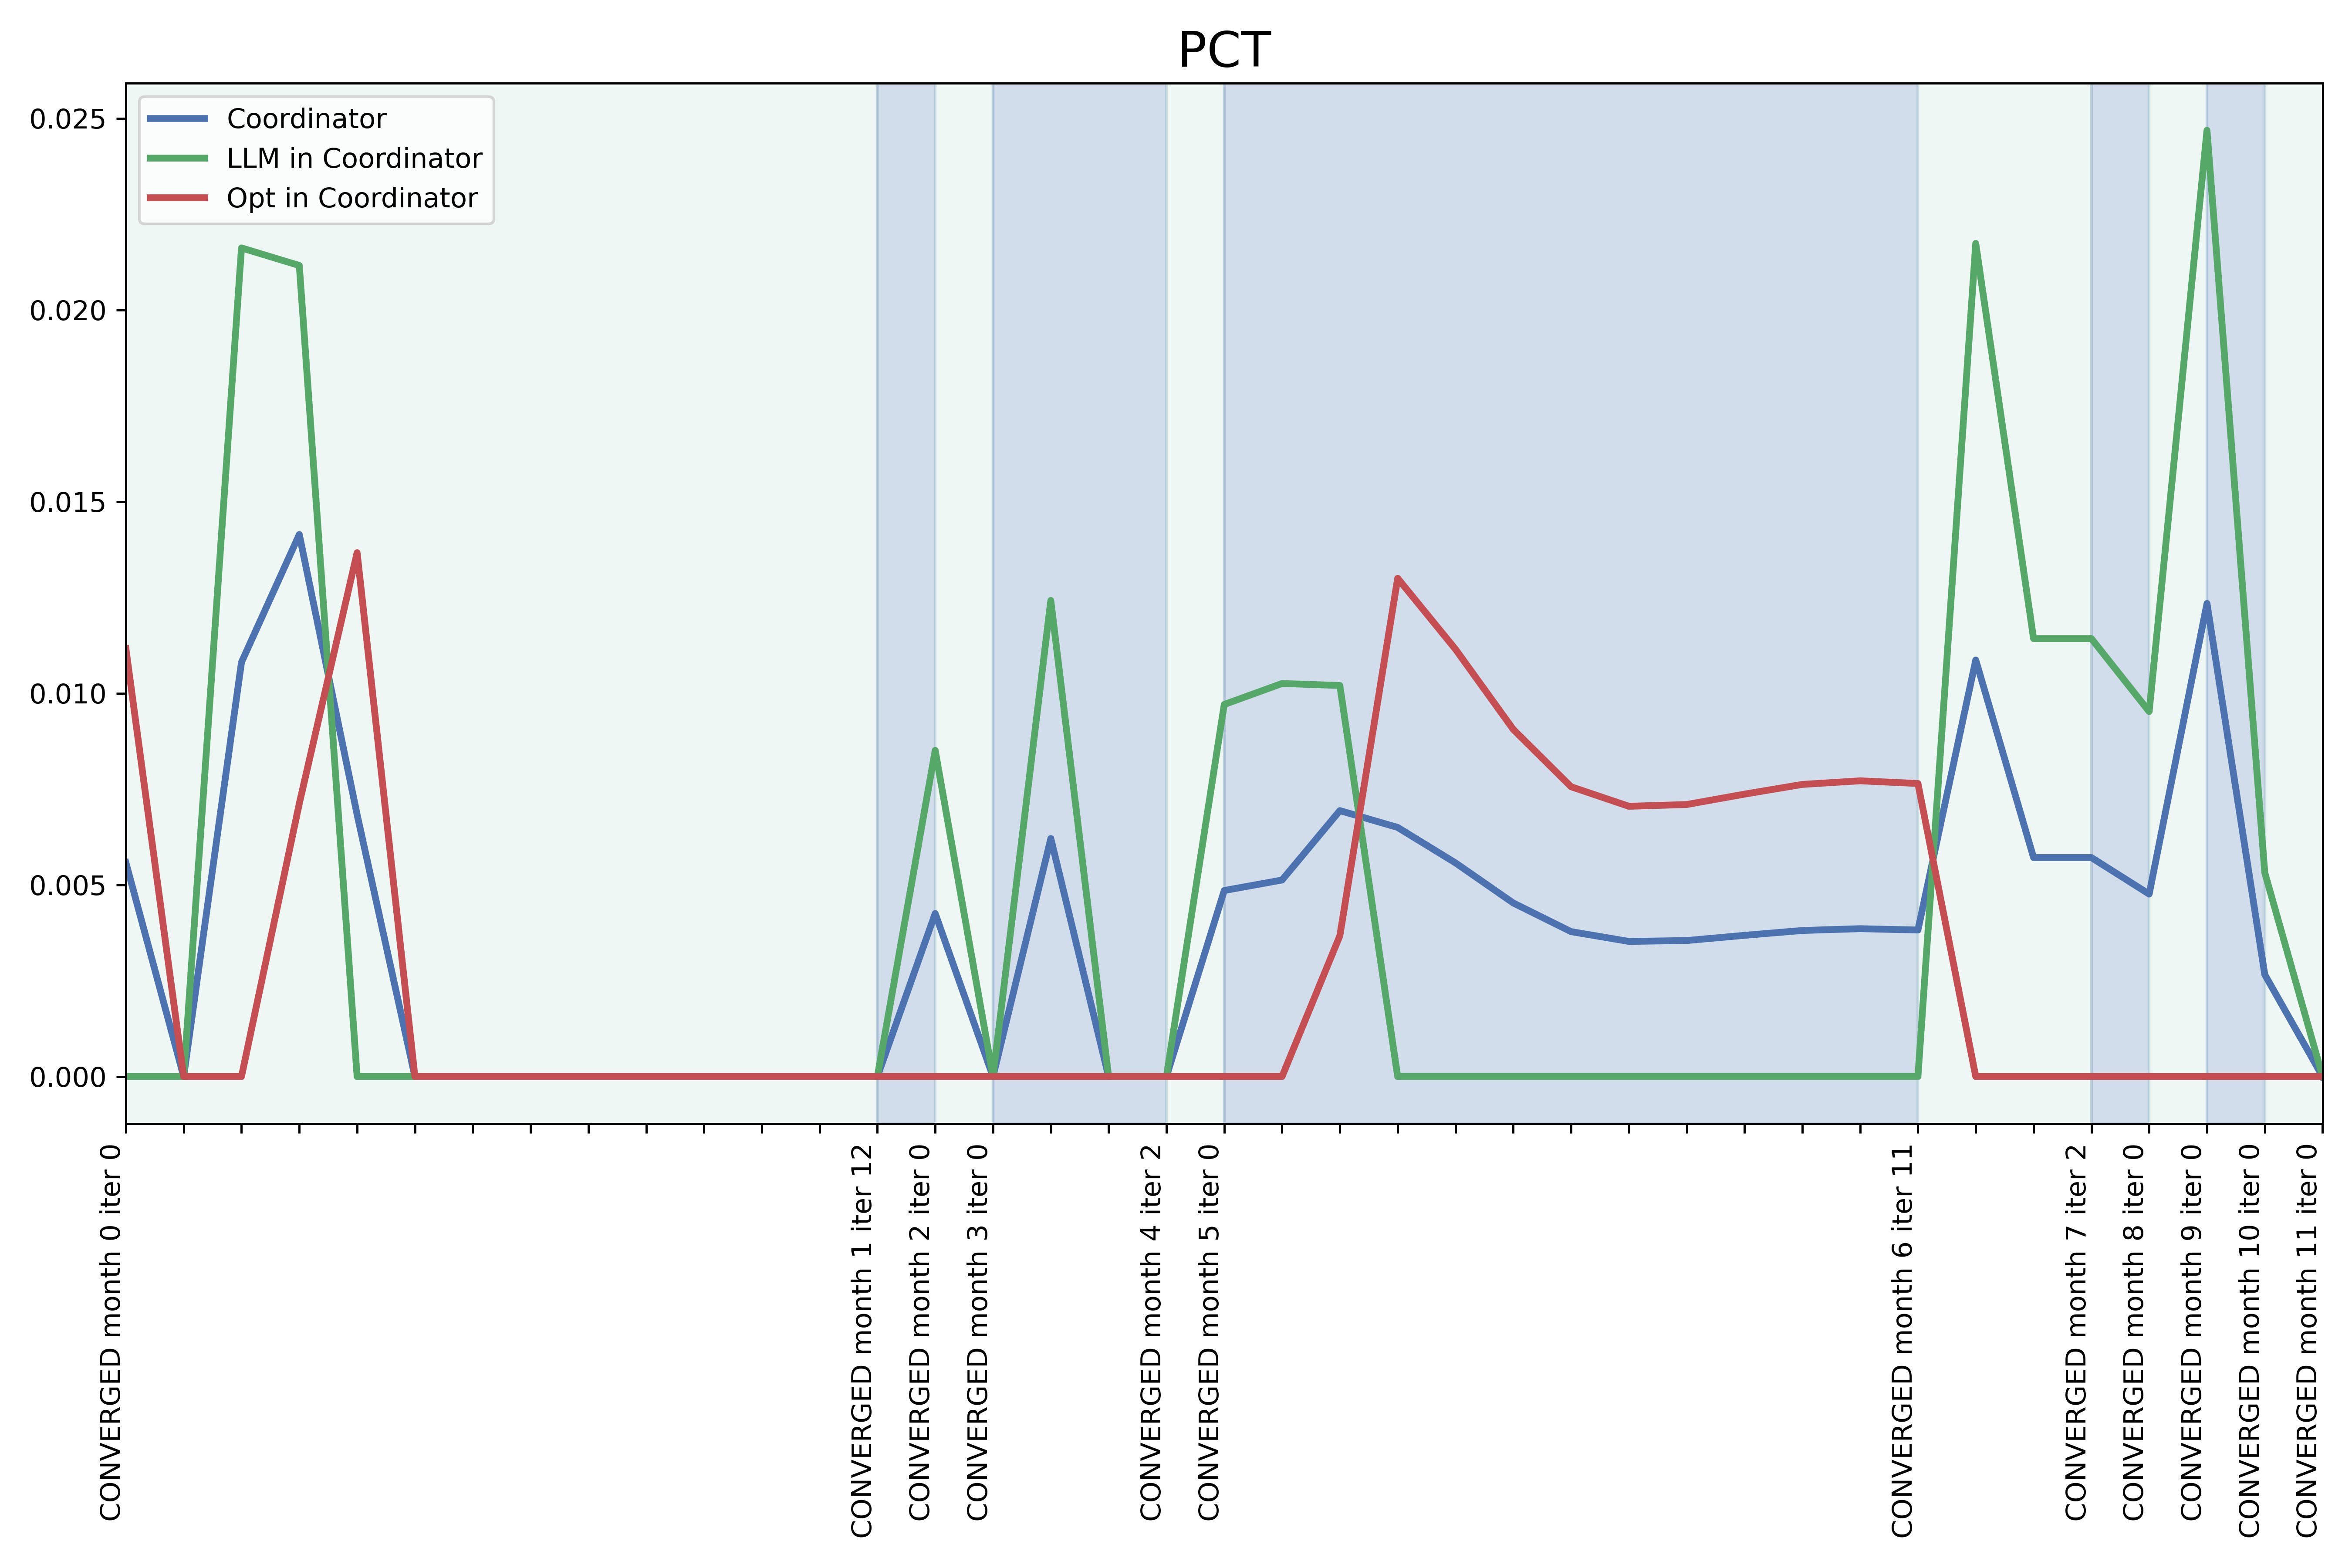 PCT
Coordinator
LLM in Coordinator
Opt in Coordinator
0.025
0.020
0.015
0.010
0.005
0.000
CONVERGED month 0 iter 0
CONVERGED month 1 iter 12
CONVERGED month 2 iter 0
CONVERGED month 3 iter 0
CONVERGED month 4 iter 2
CONVERGED month 5 iter 0
CONVERGED month 6 iter 11
CONVERGED month 7 iter 2
CONVERGED month 8 iter 0
CONVERGED month 9 iter 0
CONVERGED month 10 iter 0
CONVERGED month 11 iter 0